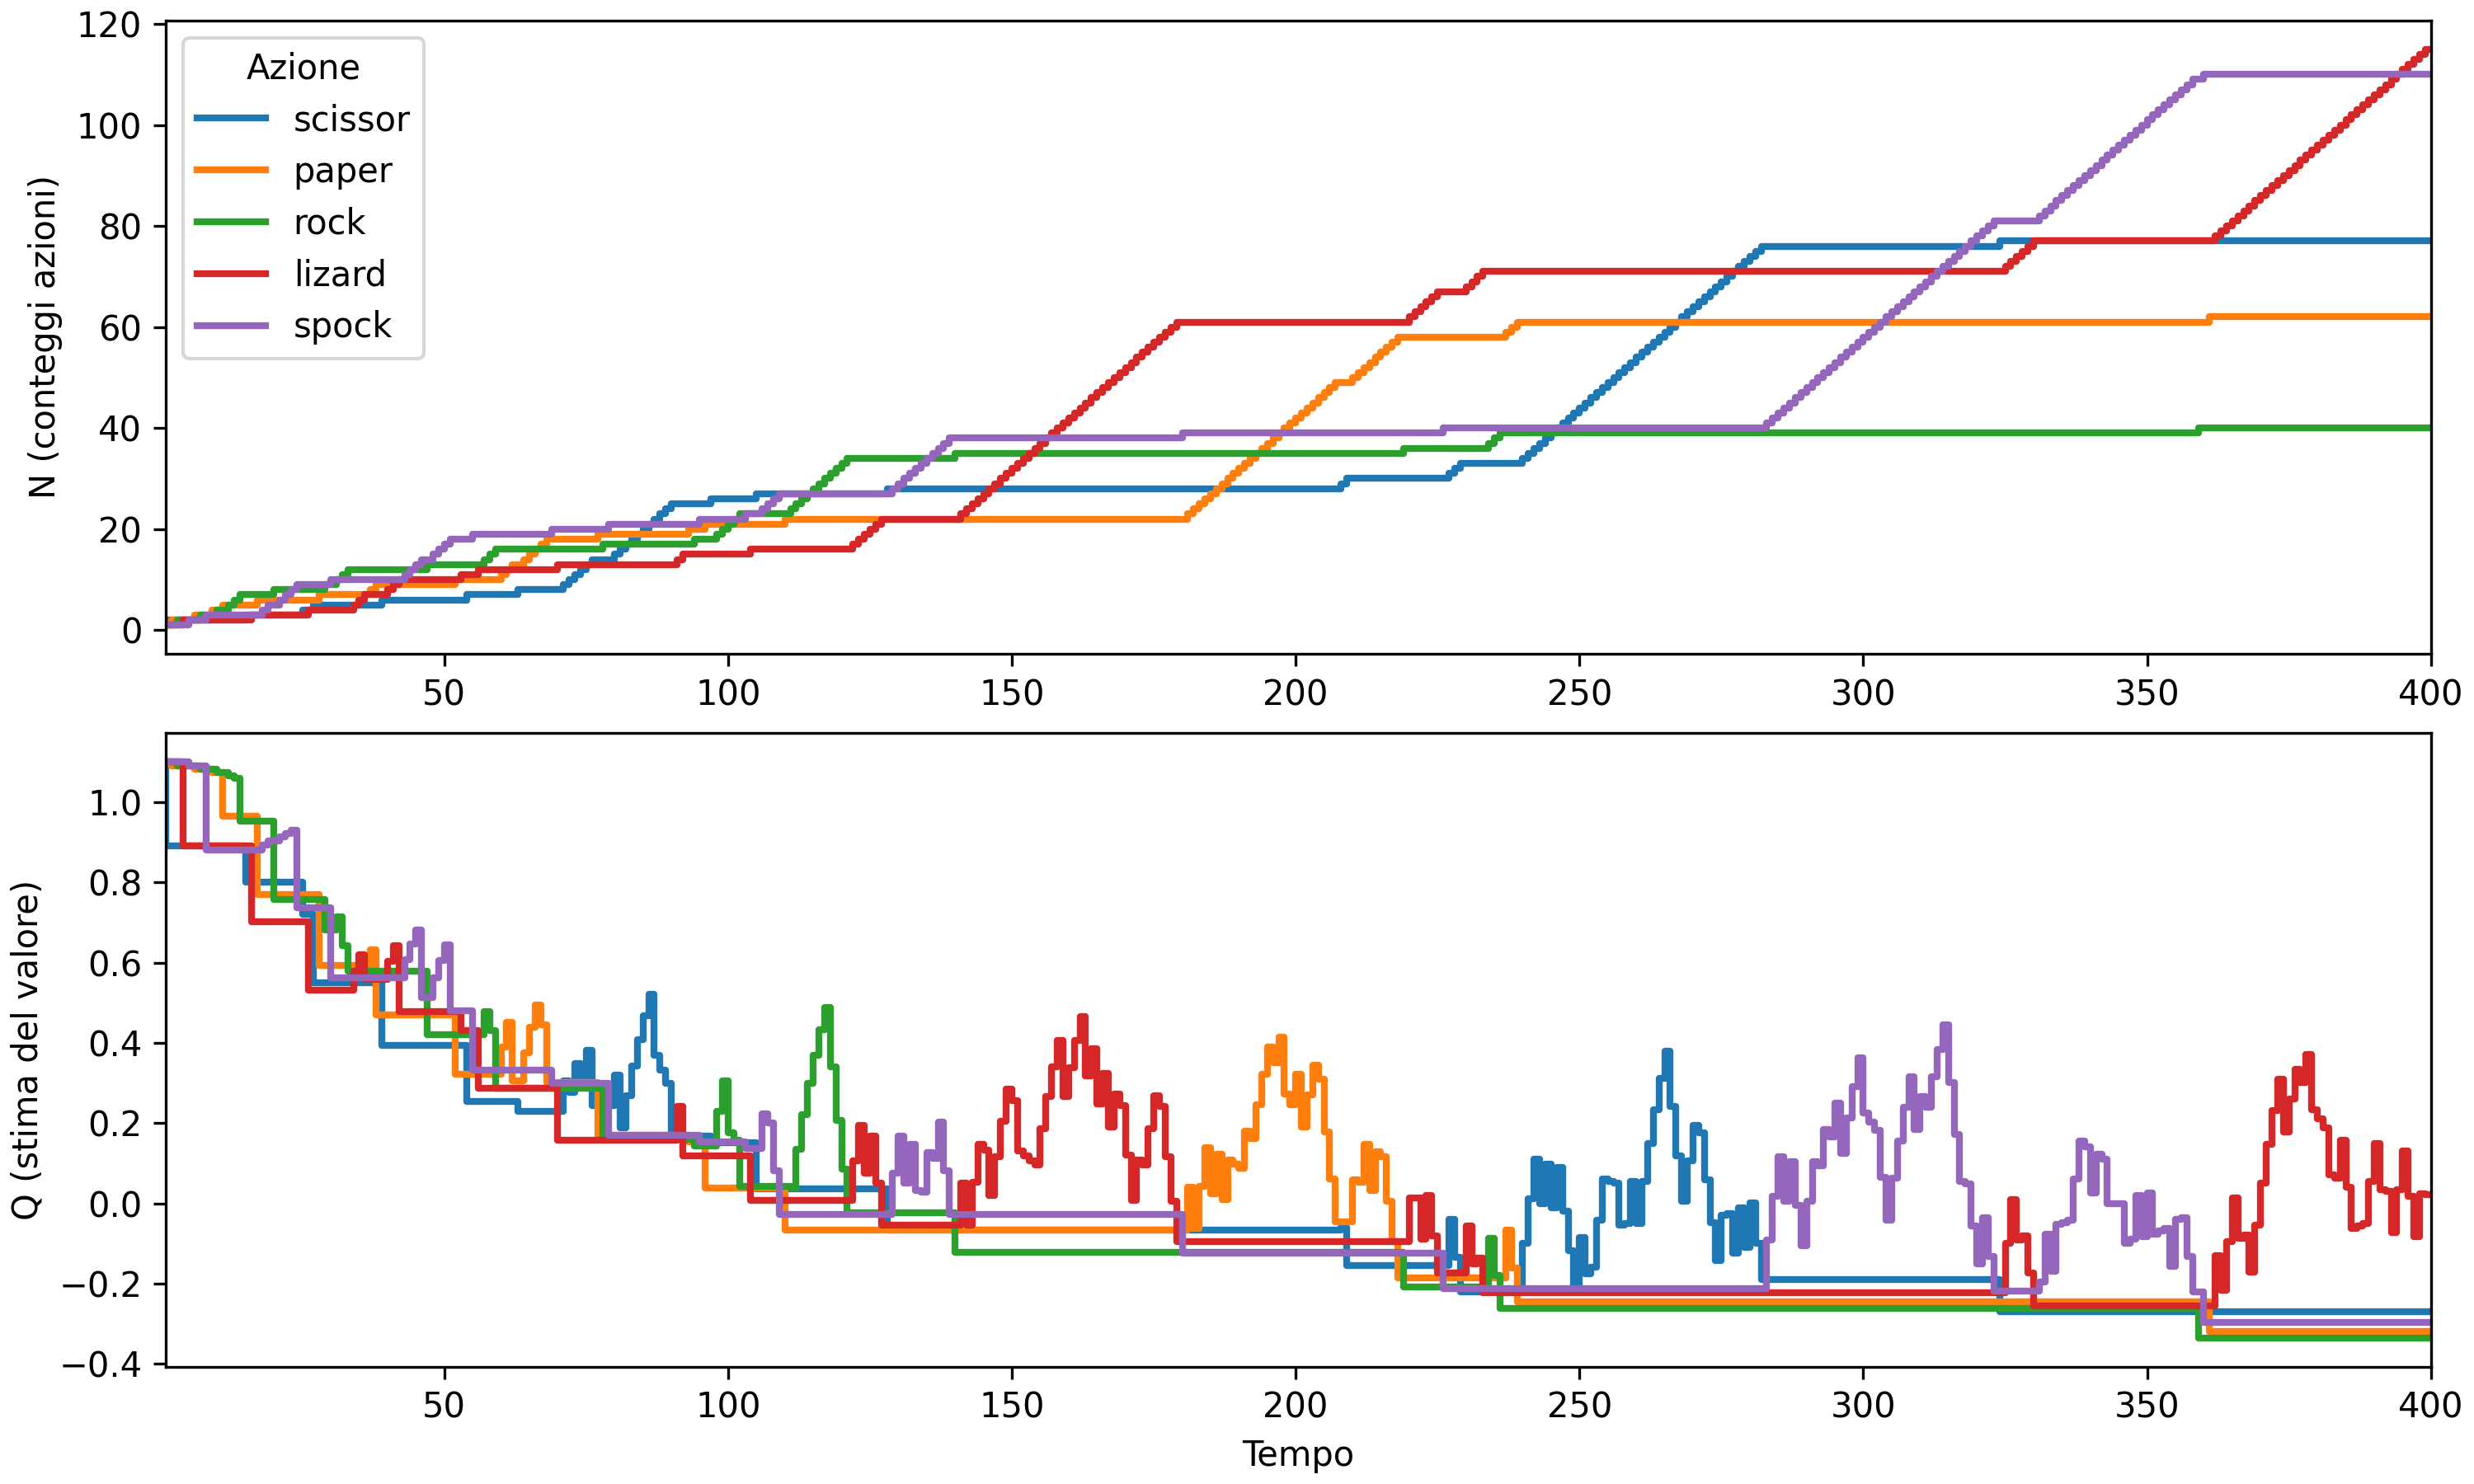 120
100
80
60
40
20
0
N (conteggi azioni)
Azione
scissor
paper
rock
lizard
spock
50 100 150 200 250 300 350 400
1.0
0.8
0.6
0.4
0.2
0.0
−0.2
−0.4
Q (stima del valore)
50 100 150 200 250 300 350 400
Tempo